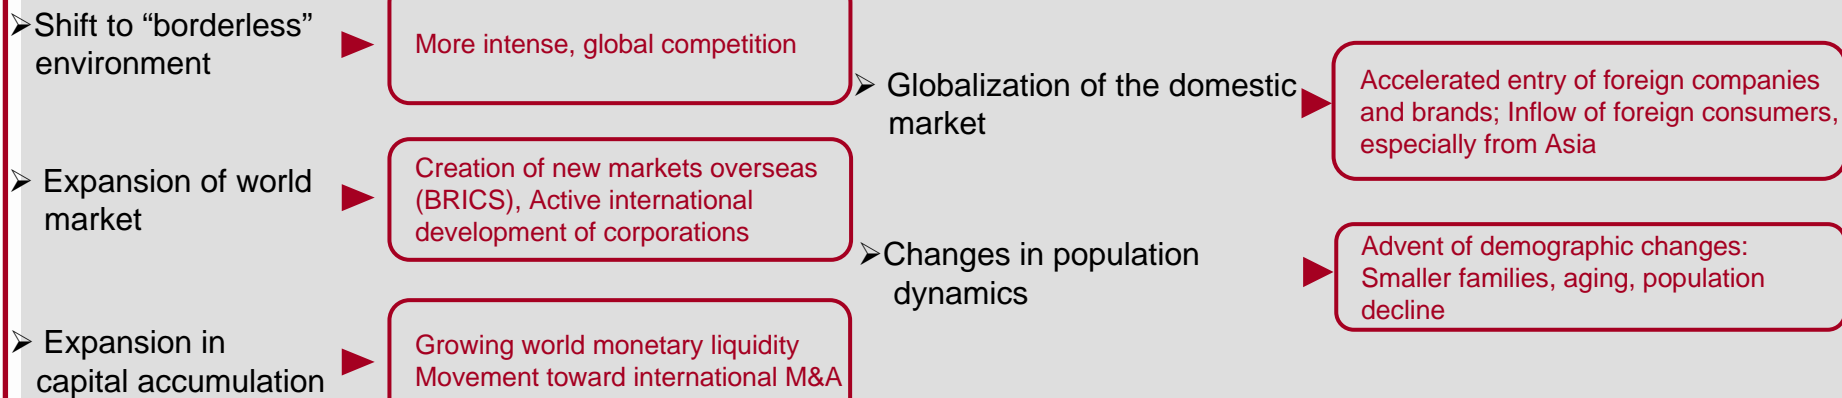 ➢Shift to “borderless”
environment
More intense, global competition
➢ Expansion of world
market
Creation of new markets overseas
(BRICS), Active international
development of corporations
➢ Expansion in
capital accumulation
Growing world monetary liquidity
Movement toward international M&A
➢ Globalization of the domestic
market
Accelerated entry of foreign companies
and brands; Inflow of foreign consumers,
especially from Asia
➢Changes in population
dynamics
Advent of demographic changes:
Smaller families, aging, population
decline